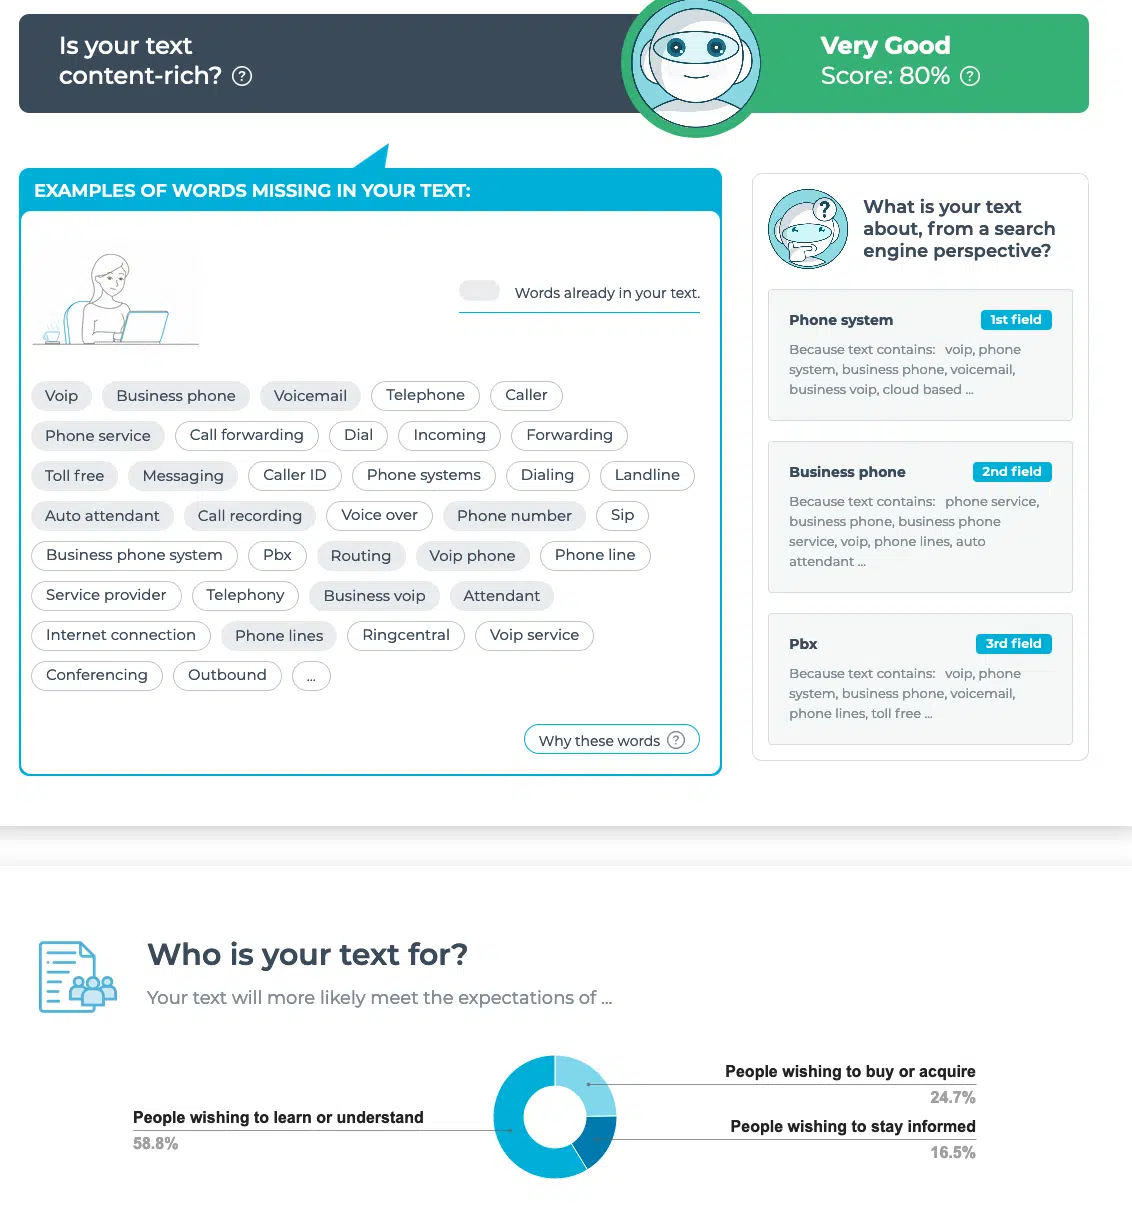 Is your text
content-rich? ?
Very Good
Score: 80% ?
EXAMPLES OF WORDS MISSING IN YOUR TEXT:
Words already in your text.
Voip Business phone Voicemail Telephone Caller
Phone service Call forwarding Dial Incoming Forwarding
Toll free Messaging Caller ID Phone systems Dialing Landline
Auto attendant Call recording Voice over Phone number Sip
Business phone system Pbx Routing Voip phone Phone line
Service provider Telephony Business voip Attendant
Internet connection Phone lines Ringcentral Voip service
Conferencing Outbound ...
Why these words ?
?
What is your text
about, from a search
engine perspective?
Phone system 1st field
Because text contains: voip, phone
system, business phone, voicemail,
business voip, cloud based ...
Business phone 2nd field
Because text contains: phone service,
business phone, business phone
service, voip, phone lines, auto
attendant ...
Pbx 3rd field
Because text contains: voip, phone
system, business phone, voicemail,
phone lines, toll free ...
Who is your text for?
Your text will more likely meet the expectations of ...
People wishing to learn or understand
58.8%
People wishing to buy or acquire
24.7%
People wishing to stay informed
16.5%